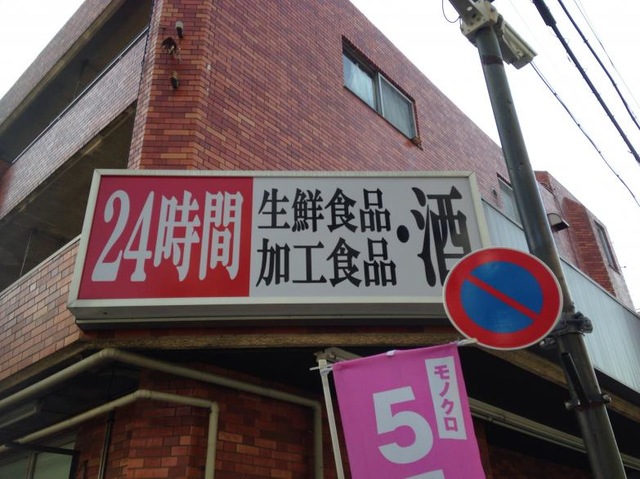 24時間
生鮮食品
加工食品
・酒
モノクロ
5